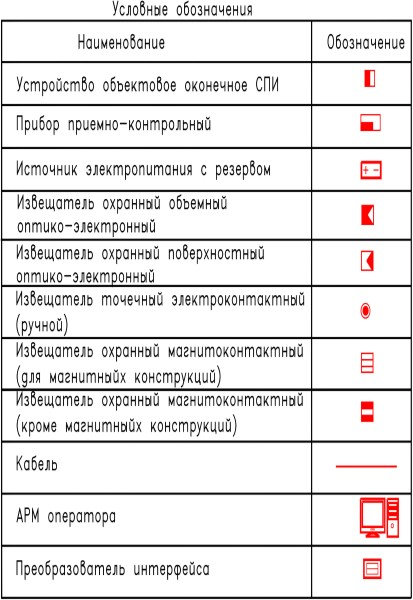 Условные обозначения
Наименование Обозначение
Устройство объектовое оконечное СПИ
Прибор приемно-контрольный
Источник электропитания с резервом
+ -
Извещатель охранный объемный
оптико-электронный
Извещатель охранный поверхностный
оптико-электронный
Извещатель точечный электроконтактный
(ручной)
Извещатель охранный магнитоконтактный
(для магнитныйх конструкций)
Извещатель охранный магнитоконтактный
(кроме магнитныйх конструкций)
Кабель
АРМ оператора
Преобразователь интерфейса